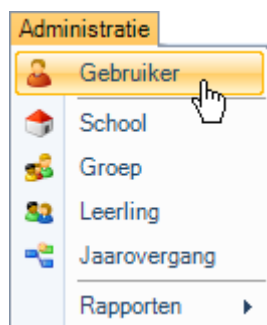 Administratie
Gebruiker
School
Groep
Leerling
Jaarovergang
Rapporten